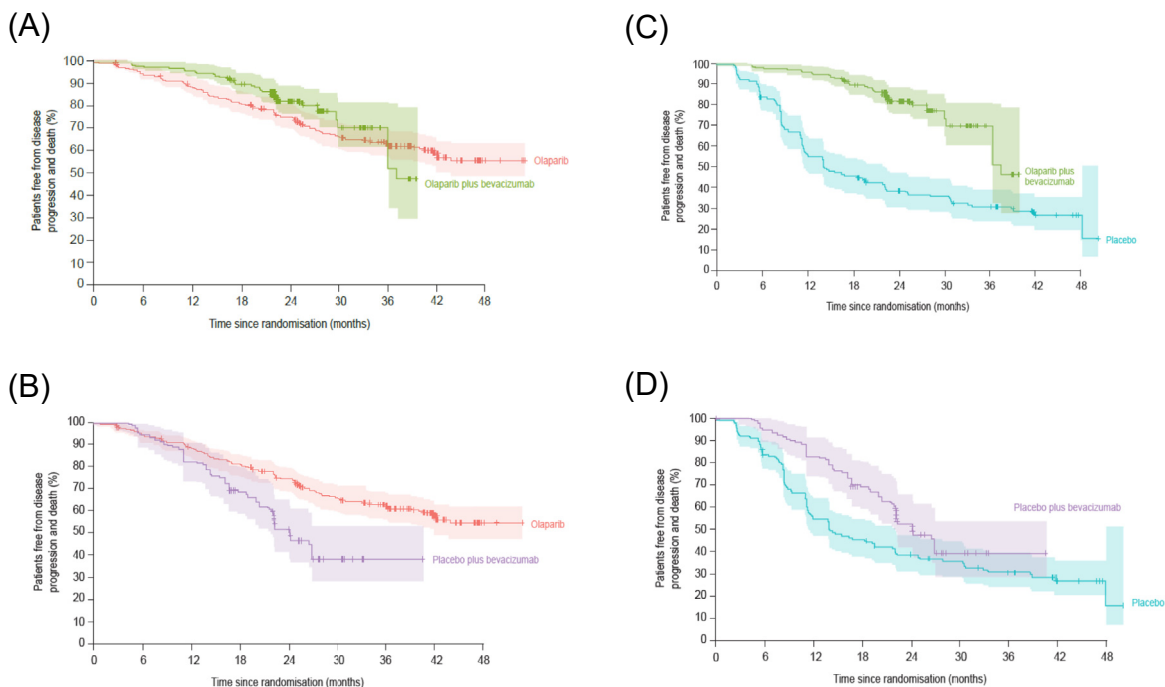 (A)
Patients free from disease
progression and death (%)
100
90
80
70
60
50
40
30
20
10
0
0 6 12 18 24 30 36 42 48
Time since randomisation (months)
Olaparib
Olaparib plus bevacizumab
(C)
Patients free from disease
progression and death (%)
100
90
80
70
60
50
40
30
20
10
0
0 6 12 18 24 30 36 42 48
Time since randomisation (months)
Olaparib plus
bevacizumab
Placebo
(B)
Patients free from disease
progression and death (%)
100
90
80
70
60
50
40
30
20
10
0
0 6 12 18 24 30 36 42 48
Time since randomisation (months)
Olaparib
Placebo plus bevacizumab
(D)
Patients free from disease
progression and death (%)
100
90
80
70
60
50
40
30
20
10
0
0 6 12 18 24 30 36 42 48
Time since randomisation (months)
Placebo plus bevacizumab
Placebo